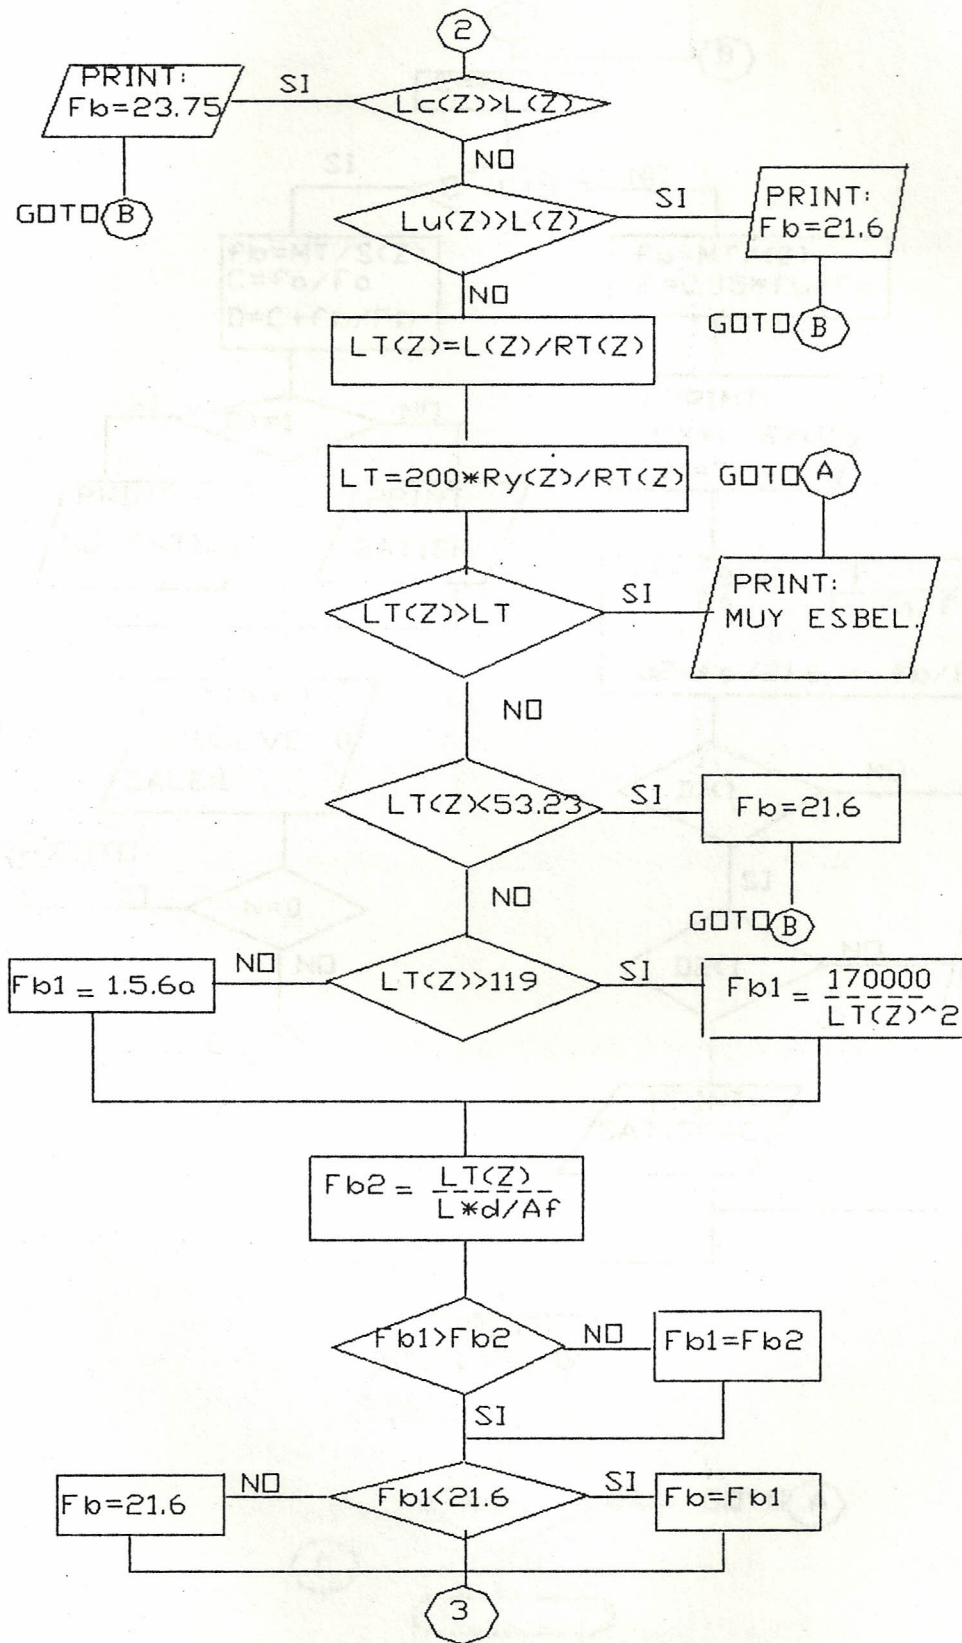 2
PRINT:
Fb=23.75
SI
Lc(Z)>>L(Z)
NO
GOTO B
Lu(Z)>>L(Z)
SI
PRINT:
Fb=21.6
NO
GOTO B
LT(Z)=L(Z)/RT(Z)
LT=200*Ry(Z)/RT(Z)
GOTO A
LT(Z)>>LT
SI
PRINT:
MUY ESBEL.
NO
LT(Z)<53.23
SI
Fb=21.6
NO
GOTO B
Fb1 = 1.5.6a
NO
LT(Z)>119
SI
Fb1 = 170000
LT(Z)^2
Fb2 = LT(Z)
L*d/Af
Fb1>Fb2
NO
Fb1=Fb2
SI
Fb=21.6
NO
Fb1<21.6
SI
Fb=Fb1
3